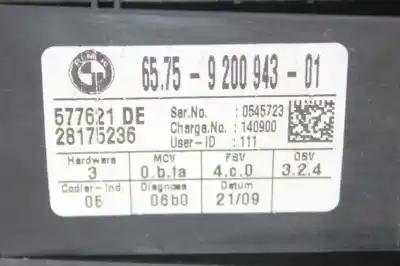 65.75 - 9 200 943 - 01
577621 DE
28175236
Ser.No. : 0545723
Charge.No. : 140900
User-ID : 111
Hardware MCV FSV OSV
3 0.b.1a 4.c.0 3.2.4
Codier-Ind Diagnose Datum
05 06b0 21/09